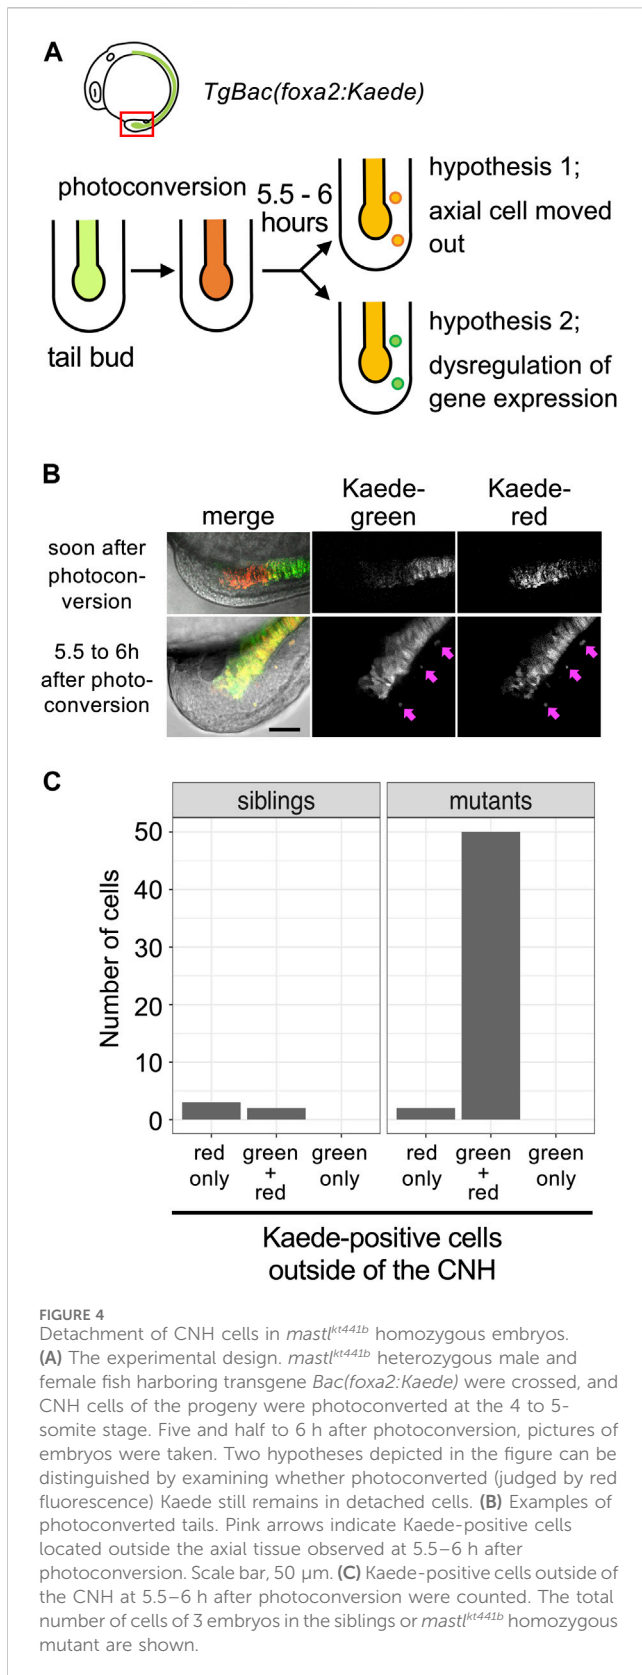 A
TgBac(foxa2:Kaede)
photoconversion
5.5 - 6
hours
hypothesis 1;
axial cell moved
out
tail bud
hypothesis 2;
dysregulation of
gene expression
B
merge
Kaede-
green
Kaede-
red
soon after
photocon-
version
5.5 to 6h
after photo-
conversion
C
siblings
mutants
Number of cells
50
40
30
20
10
0
red
only
green
+
red
green
only
red
only
green
+
red
green
only
Kaede-positive cells
outside of the CNH
FIGURE 4
Detachment of CNH cells in mastl^kt441b homozygous embryos.
(A) The experimental design. mastl^kt441b heterozygous male and
female fish harboring transgene Bac(foxa2:Kaede) were crossed, and
CNH cells of the progeny were photoconverted at the 4 to 5-
somite stage. Five and half to 6 h after photoconversion, pictures of
embryos were taken. Two hypotheses depicted in the figure can be
distinguished by examining whether photoconverted (judged by red
fluorescence) Kaede still remains in detached cells. (B) Examples of
photoconverted tails. Pink arrows indicate Kaede-positive cells
located outside the axial tissue observed at 5.5–6 h after
photoconversion. Scale bar, 50 μm. (C) Kaede-positive cells outside of
the CNH at 5.5–6 h after photoconversion were counted. The total
number of cells of 3 embryos in the siblings or mastl^kt441b homozygous
mutant are shown.